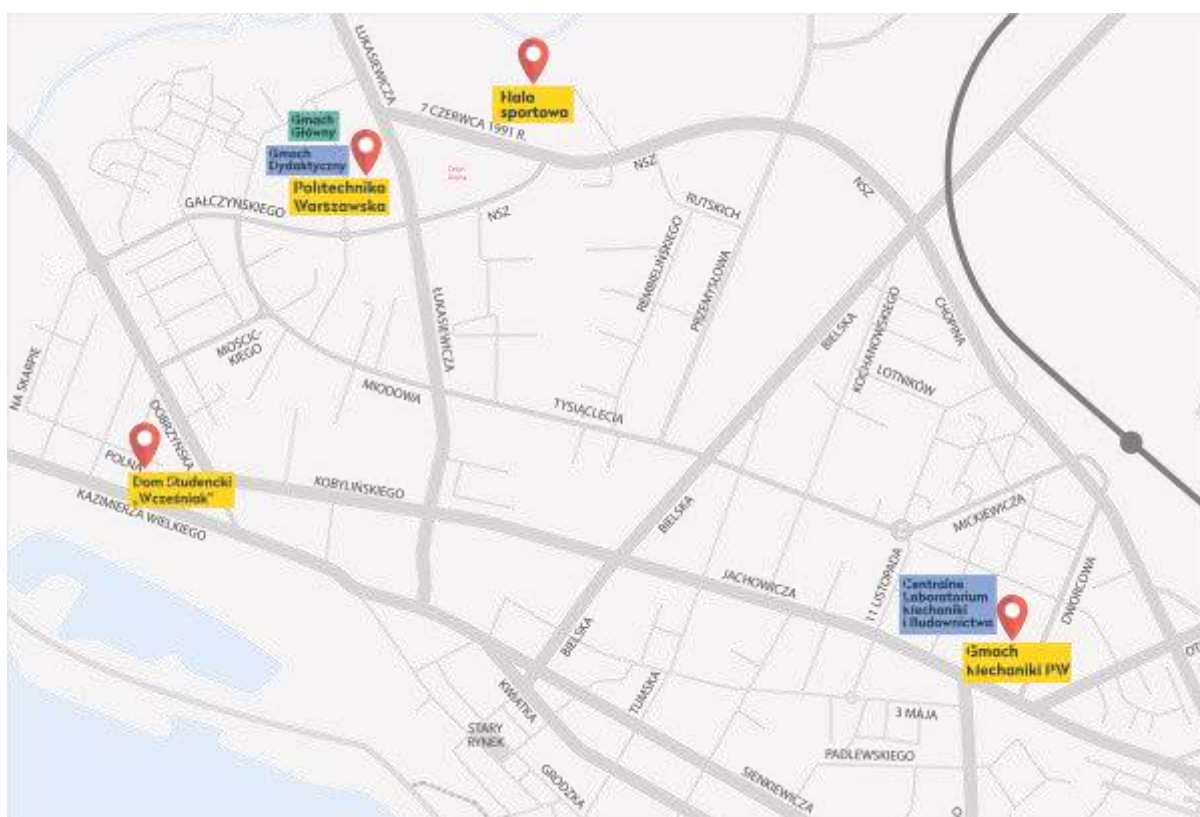 ŁUKASIEWICZA
Hala
sportowa
7 CZERWCA 1991 R.
Gmach
Główny
Gmach
Dydaktyczny
Politechnika
Warszawska
NSZ
NSZ
GAŁCZYŃSKIEGO
NSZ
RUTSKICH
REMBIELIŃSKIEGO
PRZEMYSŁOWA
ŁUKASIEWICZA
BIELSKA
KOCHANOWSKIEGO
CHOPINA
LOTNIKÓW
NA SKARPIE
MOŚCIC-
KIEGO
MIODOWA
TYSIĄCLECIA
DOBRZYŃSKA
POLNA
Dom Studencki
„Wcześniak”
KOBYLIŃSKIEGO
KAZIMIERZA WIELKIEGO
BIELSKA
MICKIEWICZA
JACHOWICZA
11 LISTOPADA
DWORCOWA
Centralne
Laboratorium
Mechaniki
i Budownictwa
Gmach
Mechaniki PW
BIELSKA
KWIATKA
TUMSKA
3 MAJA
STARY
RYNEK
PADLEWSKIEGO
GRODZKA
SIENKIEWICZA